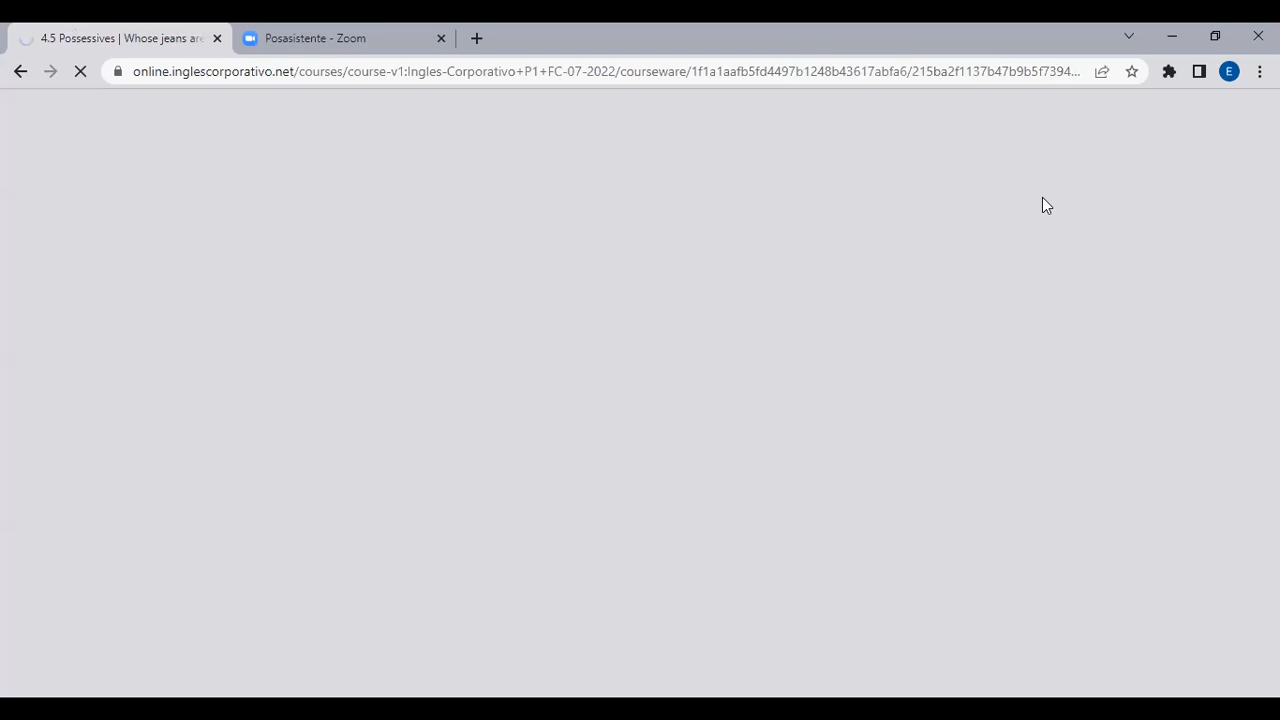 4.5 Possessives | Whose jeans are
Posasistente - Zoom
online.inglescorporativo.net/courses/course-v1:Ingles-Corporativo+P1+FC-07-2022/courseware/1f1a1aafb5fd4497b1248b43617abfa6/215ba2f1137b47b9b5f7394...
E